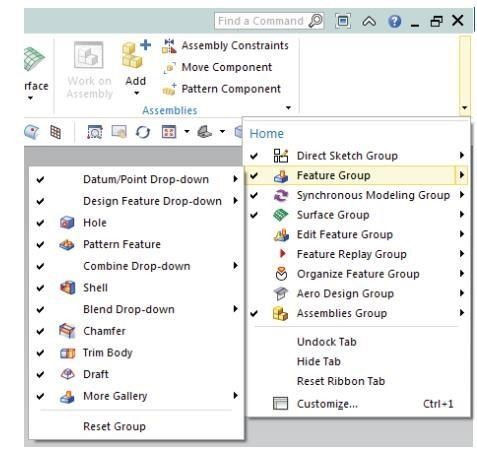 Find a Command
Assembly Constraints
Move Component
Pattern Component
rface
Work on
Assembly
Add
Assemblies
Home
Direct Sketch Group
Feature Group
Synchronous Modeling Group
Surface Group
Edit Feature Group
Feature Replay Group
Organize Feature Group
Aero Design Group
Assemblies Group
Undock Tab
Hide Tab
Reset Ribbon Tab
Customize... Ctrl+1
Datum/Point Drop-down
Design Feature Drop-down
Hole
Pattern Feature
Combine Drop-down
Shell
Blend Drop-down
Chamfer
Trim Body
Draft
More Gallery
Reset Group